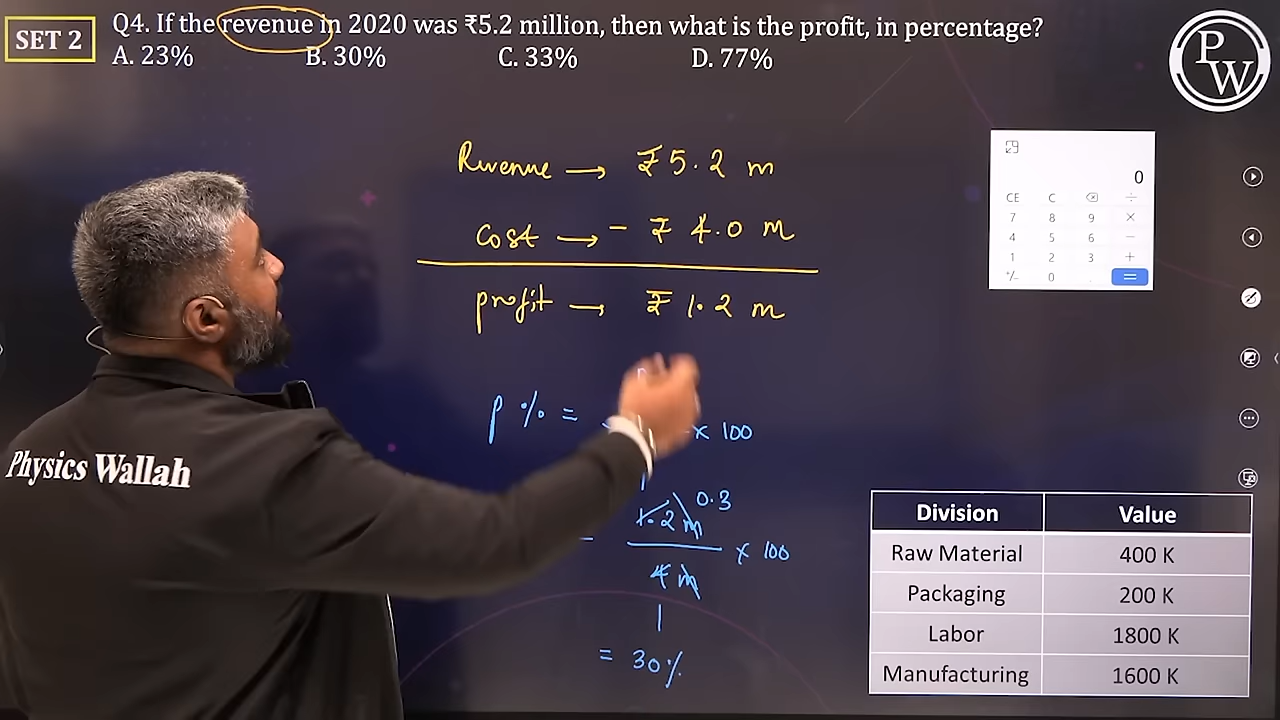 SET 2
Q4. If the revenue in 2020 was ₹5.2 million, then what is the profit, in percentage?
A. 23% B. 30% C. 33% D. 77%
PW
Revenue → ₹5.2 m
Cost → - ₹ 4.0 m
profit → ₹ 1.2 m
p % = x 100
1.2 m 0.3
4 m x 100
1
= 30%
0
CE C ÷
7 8 9 ×
4 5 6 −
1 2 3 +
+/- 0 . =
Physics Wallah
Division Value
Raw Material 400 K
Packaging 200 K
Labor 1800 K
Manufacturing 1600 K